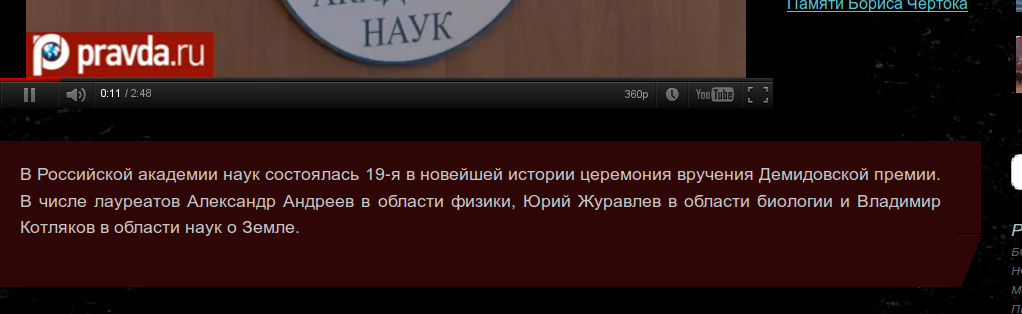 Памяти Бориса Чертока
НАУК
pravda.ru
0:11 / 2:48
360p
YouTube
В Российской академии наук состоялась 19-я в новейшей истории церемония вручения Демидовской премии.
В числе лауреатов Александр Андреев в области физики, Юрий Журавлев в области биологии и Владимир
Котляков в области наук о Земле.